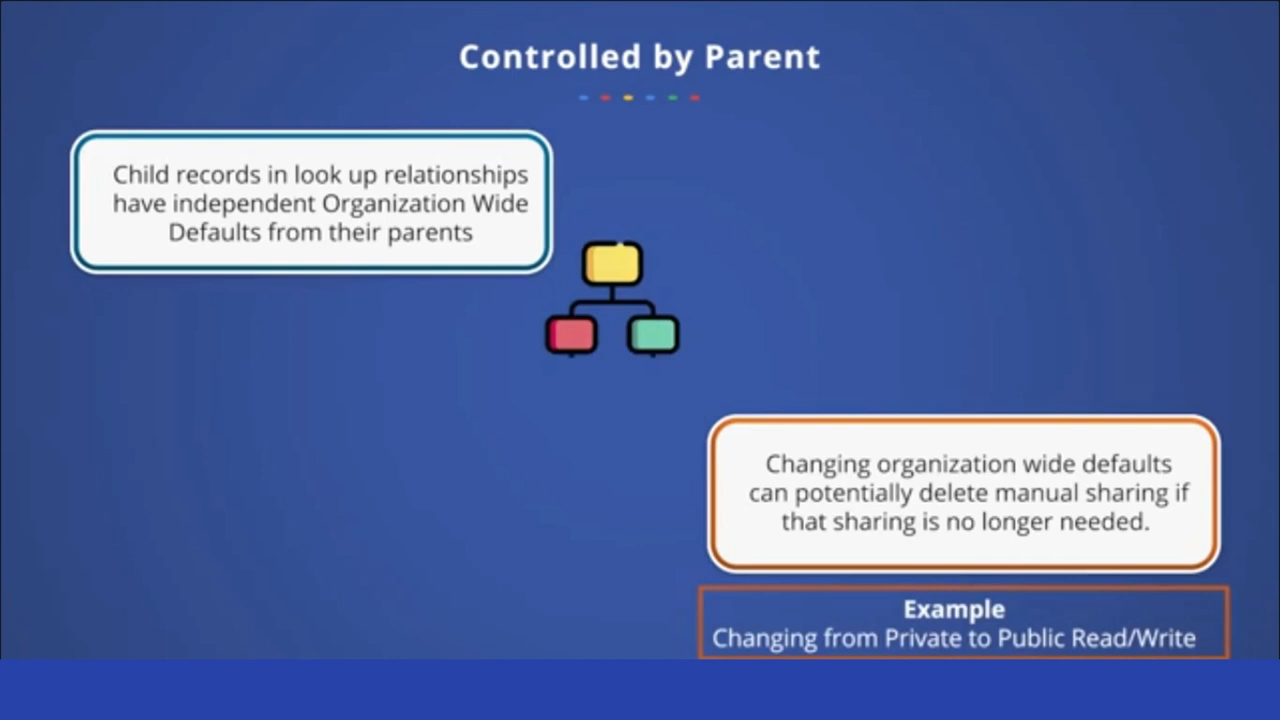 Controlled by Parent
Child records in look up relationships
have independent Organization Wide
Defaults from their parents
Changing organization wide defaults
can potentially delete manual sharing if
that sharing is no longer needed.
Example
Changing from Private to Public Read/Write